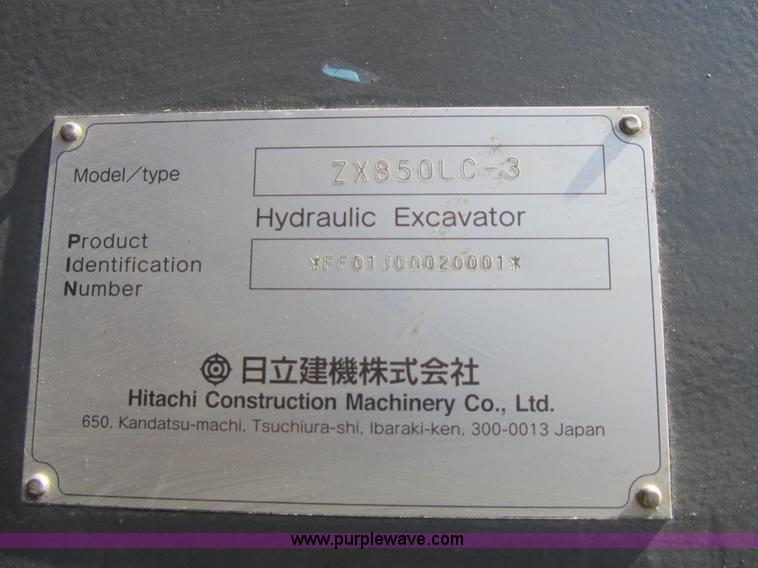 Model/type ZX850LC-3
Hydraulic Excavator
Product
Identification *FF01JDQ020001*
Number
日立建機株式会社
Hitachi Construction Machinery Co., Ltd.
650, Kandatsu-machi, Tsuchiura-shi, Ibaraki-ken, 300-0013 Japan
www.purplewave.com